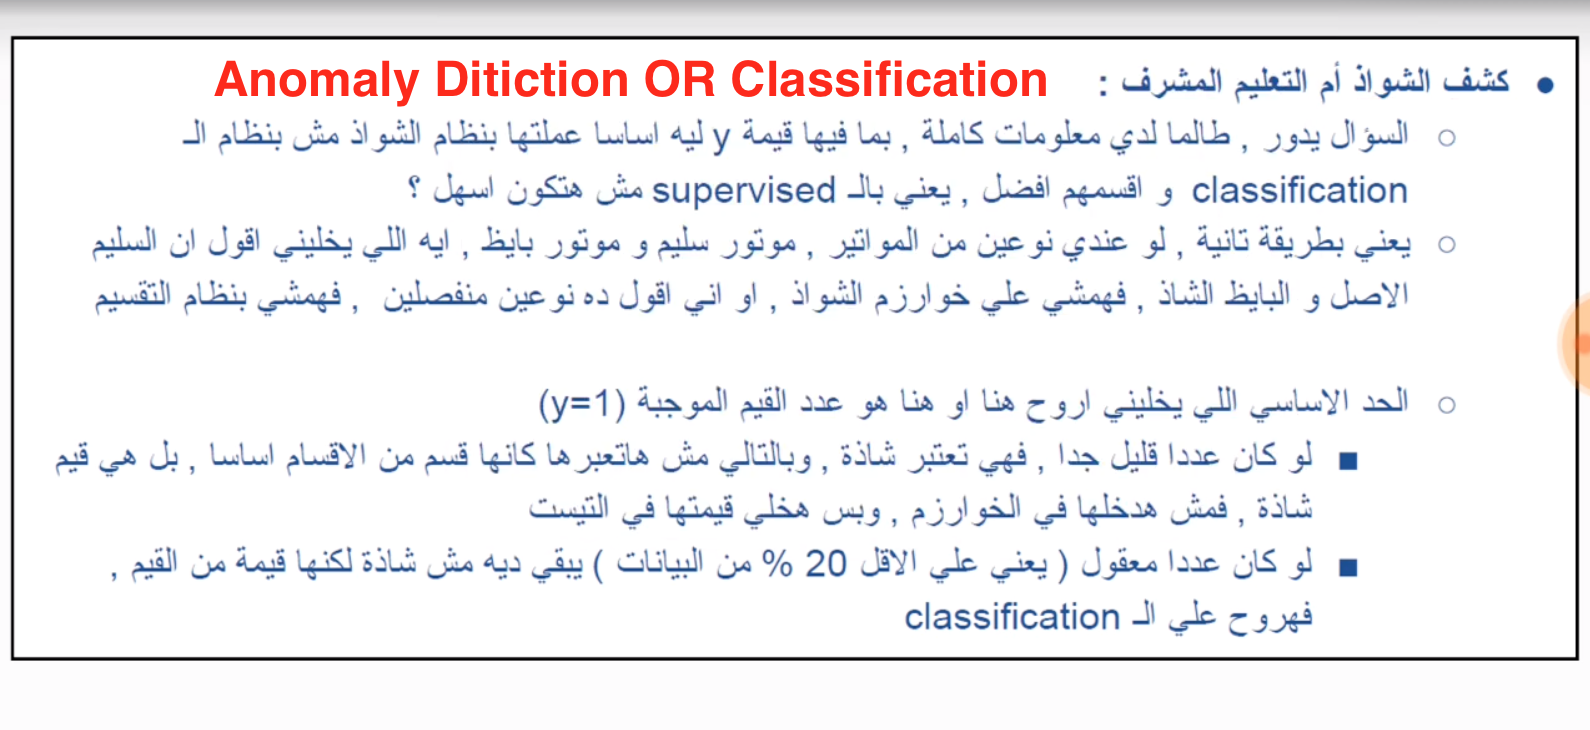 • كشف الشواذ أم التعليم المشرف : Anomaly Ditiction OR Classification
○ السؤال يدور , طالما لدي معلومات كاملة , بما فيها قيمة y ليه اساسا عملتها بنظام الشواذ مش بنظام الـ
classification و اقسمهم افضل , يعني بالـ supervised مش هتكون اسهل ؟
○ يعني بطريقة تانية , لو عندي نوعين من المواتير , موتور سليم و موتور بايظ , ايه اللي يخليني اقول ان السليم
الاصل و البايظ الشاذ , فهمشي علي خوارزم الشواذ , او اني اقول ده نوعين منفصلين , فهمشي بنظام التقسيم
○ الحد الاساسي اللي يخليني اروح هنا او هنا هو عدد القيم الموجبة (y=1)
■ لو كان عددا قليل جدا , فهي تعتبر شاذة , وبالتالي مش هاتعبرها كانها قسم من الاقسام اساسا , بل هي قيم
شاذة , فمش هدخلها في الخوارزم , وبس هخلي قيمتها في التيست
■ لو كان عددا معقول ( يعني علي الاقل 20 % من البيانات ) يبقي ديه مش شاذة لكنها قيمة من القيم ,
فهروح علي الـ classification